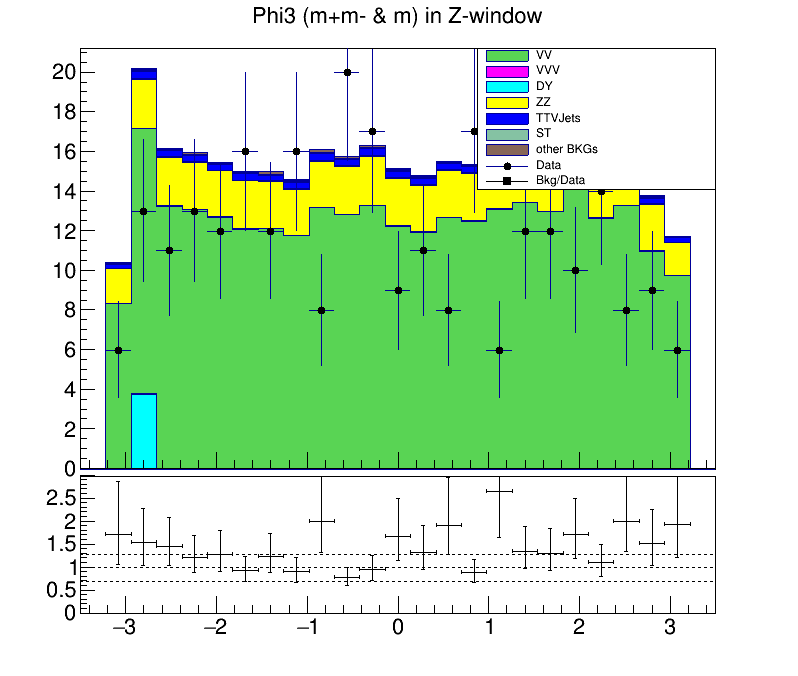 Phi3 (m+m- & m) in Z-window
20
18
16
14
12
10
8
6
4
2
0
VV
VVV
DY
ZZ
TTVJets
ST
other BKGs
Data
Bkg/Data
2.5
2
1.5
1
0.5
0
−3 −2 −1 0 1 2 3